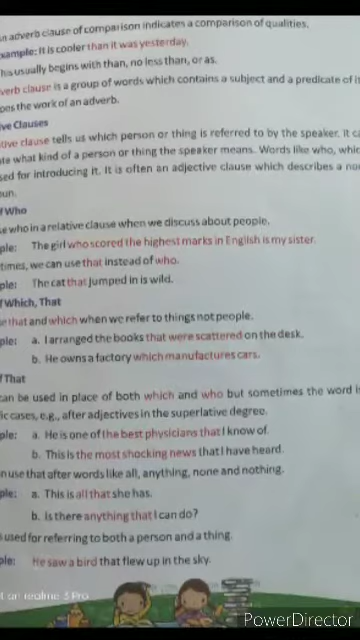 n adverb clause of comparison indicates a comparison of qualities.
xample: It is cooler than it was yesterday.
his usually begins with than, no less than, or as.
verb clause is a group of words which contains a subject and a predicate of it
oes the work of an adverb.
ve Clauses
tive clause tells us which person or thing is referred to by the speaker. It ca
te what kind of a person or thing the speaker means. Words like who, whic
sed for introducing it. It is often an adjective clause which describes a nou
oun.
f Who
e who in a relative clause when we discuss about people.
ple: The girl who scored the highest marks in English is my sister.
times, we can use that instead of who.
ple: The cat that jumped in is wild.
f Which, That
e that and which when we refer to things not people.
ple: a. I arranged the books that were scattered on the desk.
b. He owns a factory which manufactures cars.
f That
can be used in place of both which and who but sometimes the word is
ic cases, e.g., after adjectives in the superlative degree.
ple: a. He is one of the best physicians that I know of.
b. This is the most shocking news that I have heard.
n use that after words like all, anything, none and nothing.
ple: a. This is all that she has.
b. Is there anything that I can do?
used for referring to both a person and a thing.
ple: He saw a bird that flew up in the sky.
t on realme 3 Pro
PowerDirector